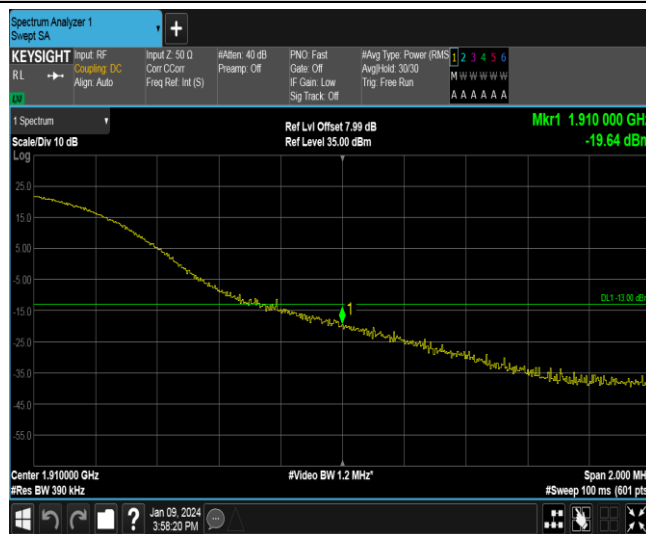 Spectrum Analyzer 1
Swept SA
+
KEYSIGHT
RL
LXI
Input: RF
Coupling: DC
Align: Auto
Input Z: 50 Ω
Corr CCorr
Freq Ref: Int (S)
#Atten: 40 dB
Preamp: Off
PNO: Fast
Gate: Off
IF Gain: Low
Sig Track: Off
#Avg Type: Power (RMS
Avg|Hold: 30/30
Trig: Free Run
1 2 3 4 5 6
M W W W W W
A A A A A A
1 Spectrum
Scale/Div 10 dB
Log
Ref Lvl Offset 7.99 dB
Ref Level 35.00 dBm
Mkr1 1.910 000 GHz
-19.64 dBm
25.0
15.0
5.00
-5.00
-15.0
-25.0
-35.0
-45.0
-55.0
DL1 -13.00 dBm
1
Center 1.910000 GHz
#Res BW 390 kHz
#Video BW 1.2 MHz*
Span 2.000 MH
#Sweep 100 ms (601 pts
?
Jan 09, 2024
3:58:20 PM